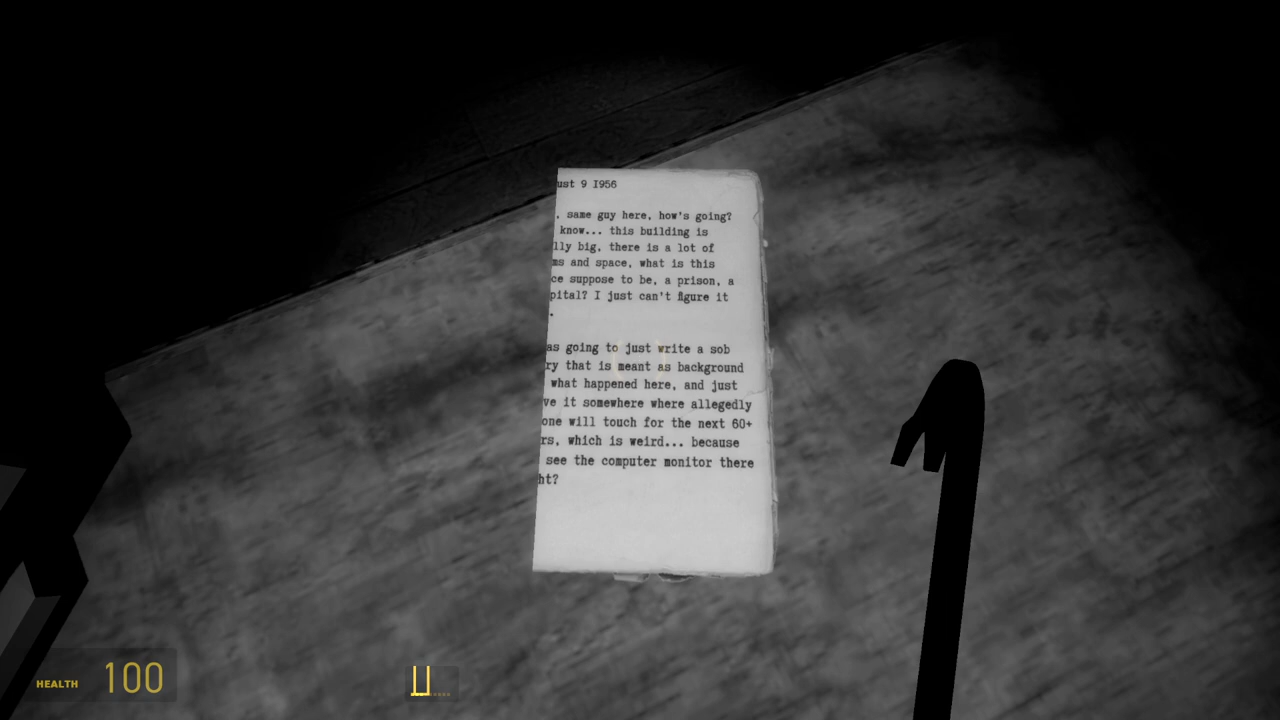 ust 9 1956
, same guy here, how's going?
know... this building is
lly big, there is a lot of
ms and space, what is this
ce suppose to be, a prison, a
pital? I just can't figure it
.
as going to just write a sob
ry that is meant as background
what happened here, and just
ve it somewhere where allegedly
one will touch for the next 60+
rs, which is weird... because
see the computer monitor there
ht?
HEALTH 100